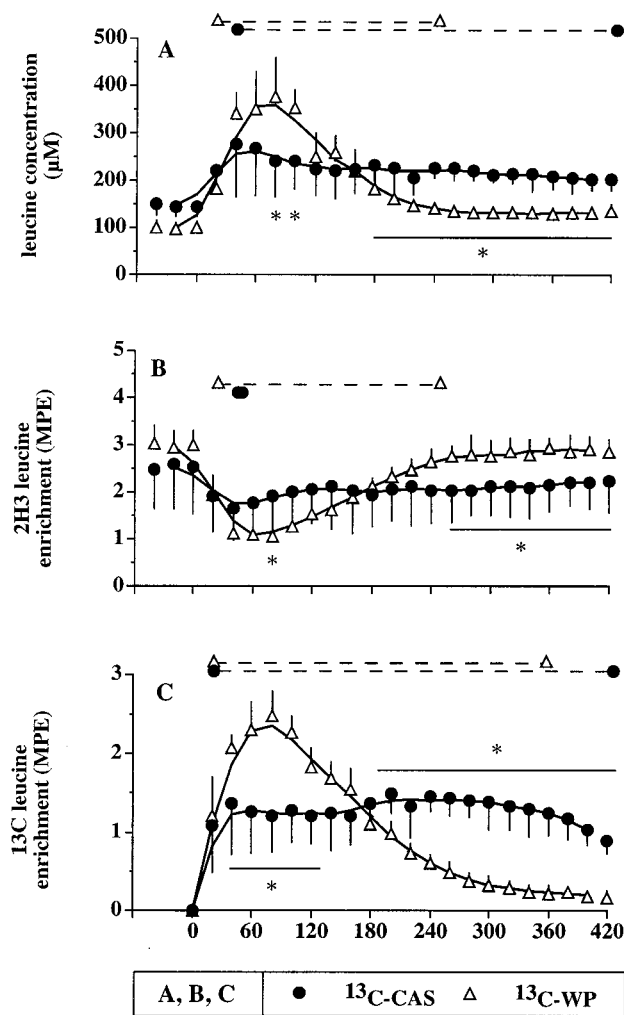 A
500
400
300
200
100
0
leucine concentration
(µM)
*
*
*
B
5
4
3
2
1
0
2H3 leucine
enrichment (MPE)
*
*
C
3
2
1
0
13C leucine
enrichment (MPE)
*
*
0 60 120 180 240 300 360 420
A, B, C ● 13C-CAS △ 13C-WP